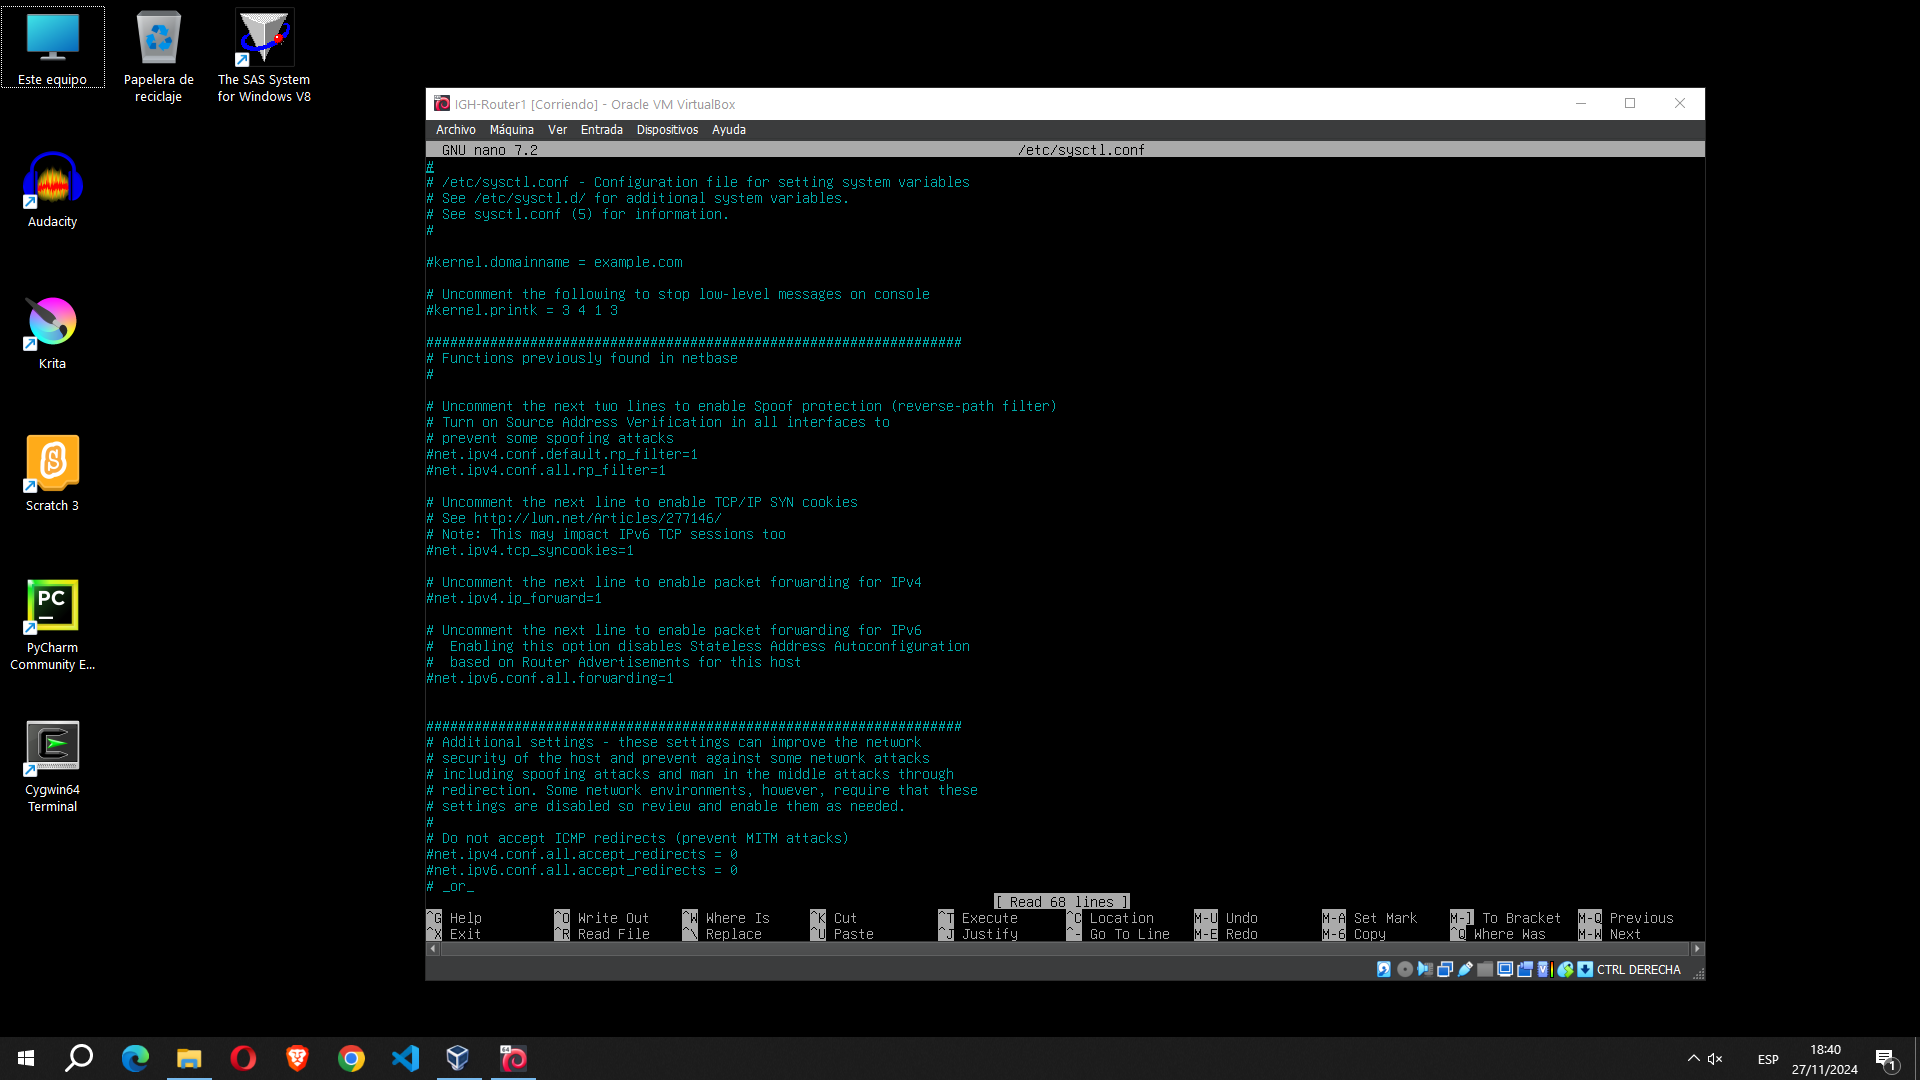 Este equipo
Papelera de
reciclaje
The SAS System
for Windows V8
Audacity
Krita
Scratch 3
PC
PyCharm
Community E...
Cygwin64
Terminal
IGH-Router1 [Corriendo] - Oracle VM VirtualBox
Archivo Máquina Ver Entrada Dispositivos Ayuda
GNU nano 7.2 /etc/sysctl.conf
#
# /etc/sysctl.conf - Configuration file for setting system variables
# See /etc/sysctl.d/ for additional system variables.
# See sysctl.conf (5) for information.
#
#kernel.domainname = example.com
# Uncomment the following to stop low-level messages on console
#kernel.printk = 3 4 1 3
###################################################################
# Functions previously found in netbase
#
# Uncomment the next two lines to enable Spoof protection (reverse-path filter)
# Turn on Source Address Verification in all interfaces to
# prevent some spoofing attacks
#net.ipv4.conf.default.rp_filter=1
#net.ipv4.conf.all.rp_filter=1
# Uncomment the next line to enable TCP/IP SYN cookies
# See http://lwn.net/Articles/277146/
# Note: This may impact IPv6 TCP sessions too
#net.ipv4.tcp_syncookies=1
# Uncomment the next line to enable packet forwarding for IPv4
#net.ipv4.ip_forward=1
# Uncomment the next line to enable packet forwarding for IPv6
#  Enabling this option disables Stateless Address Autoconfiguration
#  based on Router Advertisements for this host
#net.ipv6.conf.all.forwarding=1
###################################################################
# Additional settings - these settings can improve the network
# security of the host and prevent against some network attacks
# including spoofing attacks and man in the middle attacks through
# redirection. Some network environments, however, require that these
# settings are disabled so review and enable them as needed.
#
# Do not accept ICMP redirects (prevent MITM attacks)
#net.ipv4.conf.all.accept_redirects = 0
#net.ipv6.conf.all.accept_redirects = 0
# _or_
[ Read 68 lines ]
^G Help ^O Write Out ^W Where Is ^K Cut ^T Execute ^C Location M-U Undo M-A Set Mark M-] To Bracket M-Q Previous
^X Exit ^R Read File ^\ Replace ^U Paste ^J Justify ^- Go To Line M-E Redo M-6 Copy ^Q Where Was M-W Next
CTRL DERECHA
ESP
18:40
27/11/2024
1